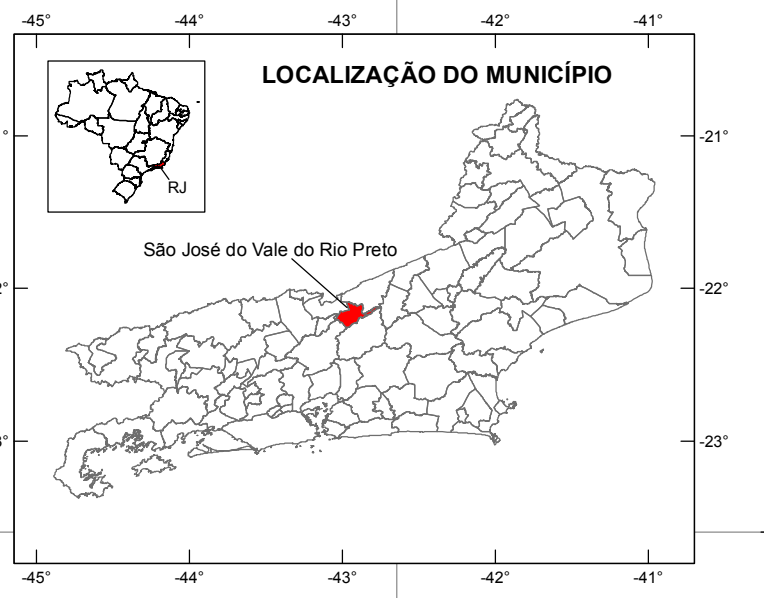 -45° -44° -43° -42° -41°
LOCALIZAÇÃO DO MUNICÍPIO
° -21°
RJ
São José do Vale do Rio Preto
° -22°
° -23°
-45° -44° -43° -42° -41°